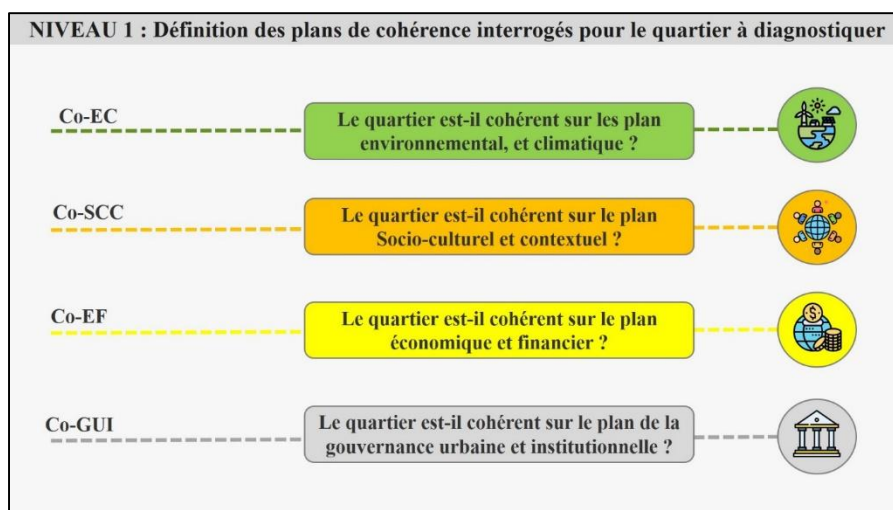 NIVEAU 1 : Définition des plans de cohérence interrogés pour le quartier à diagnostiquer
Co-EC
Le quartier est-il cohérent sur les plan
environnemental, et climatique ?
Co-SCC
Le quartier est-il cohérent sur le plan
Socio-culturel et contextuel ?
Co-EF
Le quartier est-il cohérent sur le plan
économique et financier ?
Co-GUI
Le quartier est-il cohérent sur le plan de la
gouvernance urbaine et institutionnelle ?